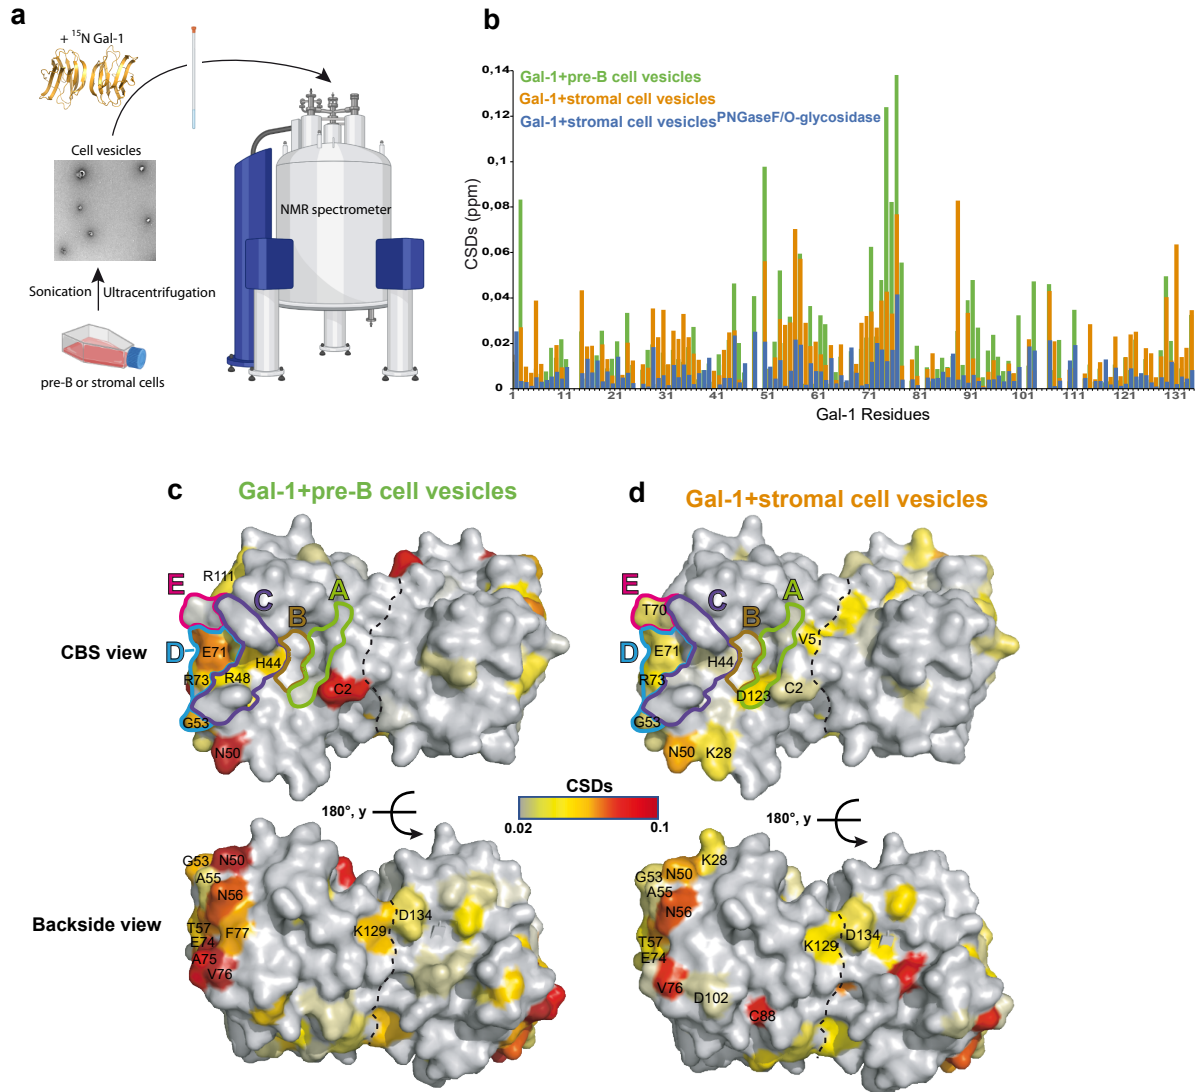 a
+ ¹⁵N Gal-1
Cell vesicles
NMR spectrometer
Sonication
Ultracentrifugation
pre-B or stromal cells
b
Gal-1+pre-B cell vesicles
Gal-1+stromal cell vesicles
Gal-1+stromal cell vesiclesPNGaseF/O-glycosidase
CSDs (ppm)
0,14
0,12
0,1
0,08
0,06
0,04
0,02
0
1 11 21 31 41 51 61 71 81 91 101 111 121 131
Gal-1 Residues
c
Gal-1+pre-B cell vesicles
CBS view
R111
E
C
B
A
D
E71
H44
R73
R48
C2
G53
N50
d
Gal-1+stromal cell vesicles
E
C
B
A
T70
V5
D
E71
H44
R73
D123
C2
G53
N50
K28
CSDs
0.02 0.1
180°, y
180°, y
Backside view
G53
N50
A55
N56
D134
T57
F77
K129
E74
A75
V76
K28
G53
N50
A55
N56
T57
K129
D134
E74
V76
D102
C88